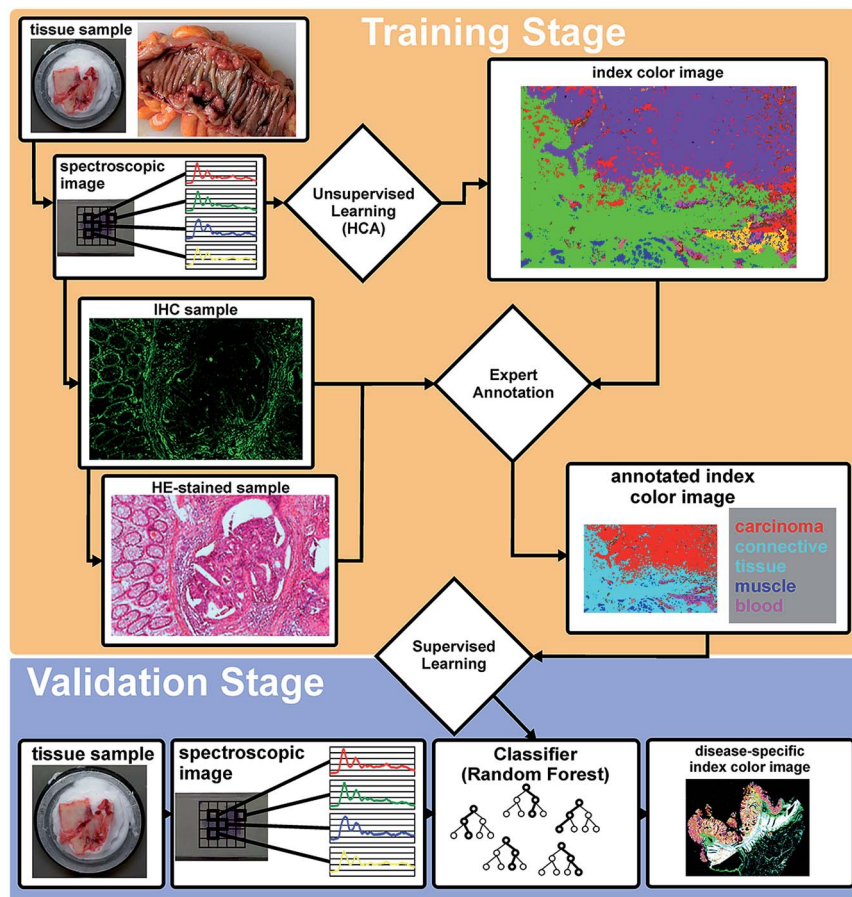 Training Stage
tissue sample
index color image
spectroscopic
image
Unsupervised
Learning
(HCA)
IHC sample
Expert
Annotation
HE-stained sample
annotated index
color image
carcinoma
connective
tissue
muscle
blood
Supervised
Learning
Validation Stage
tissue sample
spectroscopic
image
Classifier
(Random Forest)
disease-specific
index color image